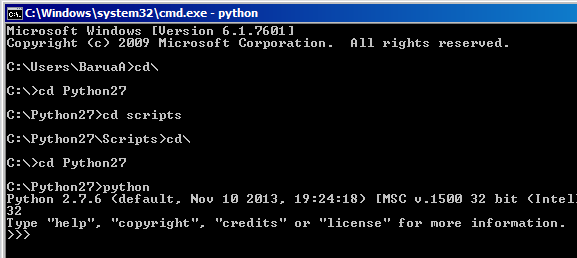 C:\Windows\system32\cmd.exe - python
Microsoft Windows [Version 6.1.7601]
Copyright (c) 2009 Microsoft Corporation.  All rights reserved.
C:\Users\BaruaA>cd\
C:\>cd Python27
C:\Python27>cd scripts
C:\Python27\Scripts>cd\
C:\>cd Python27
C:\Python27>python
Python 2.7.6 (default, Nov 10 2013, 19:24:18) [MSC v.1500 32 bit (Intel
32
Type "help", "copyright", "credits" or "license" for more information.
>>>